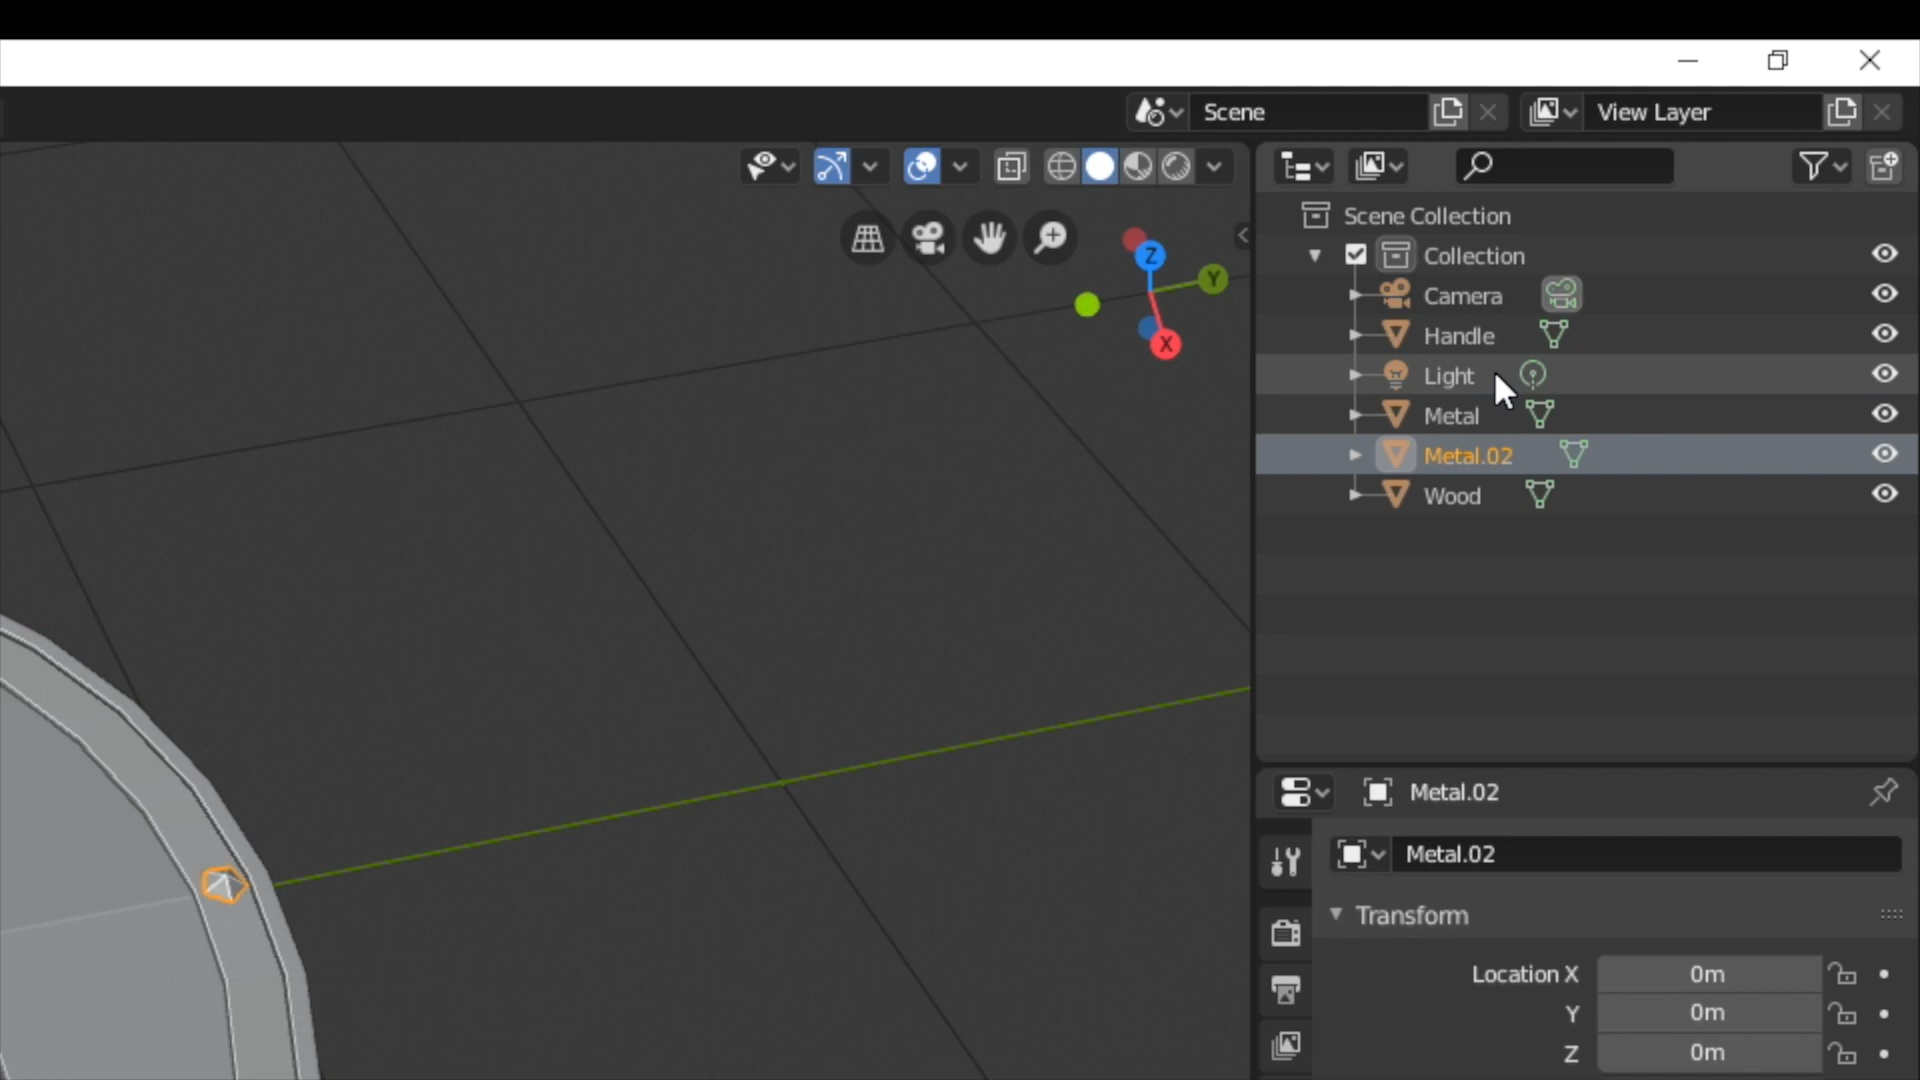 Scene
View Layer
Scene Collection
Collection
Camera
Handle
Light
Metal
Metal.02
Wood
Z
Y
X
Metal.02
Metal.02
Transform
Location X 0m
Y 0m
Z 0m